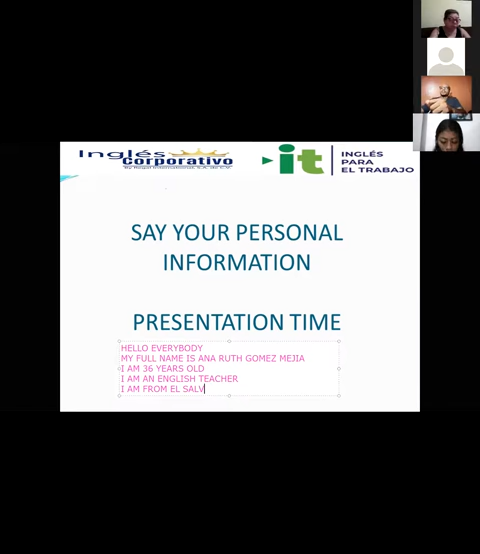 Inglés
Corporativo
it
INGLÉS
PARA
EL TRABAJO
SAY YOUR PERSONAL
INFORMATION
PRESENTATION TIME
HELLO EVERYBODY
MY FULL NAME IS ANA RUTH GOMEZ MEJIA
I AM 36 YEARS OLD
I AM AN ENGLISH TEACHER
I AM FROM EL SALV